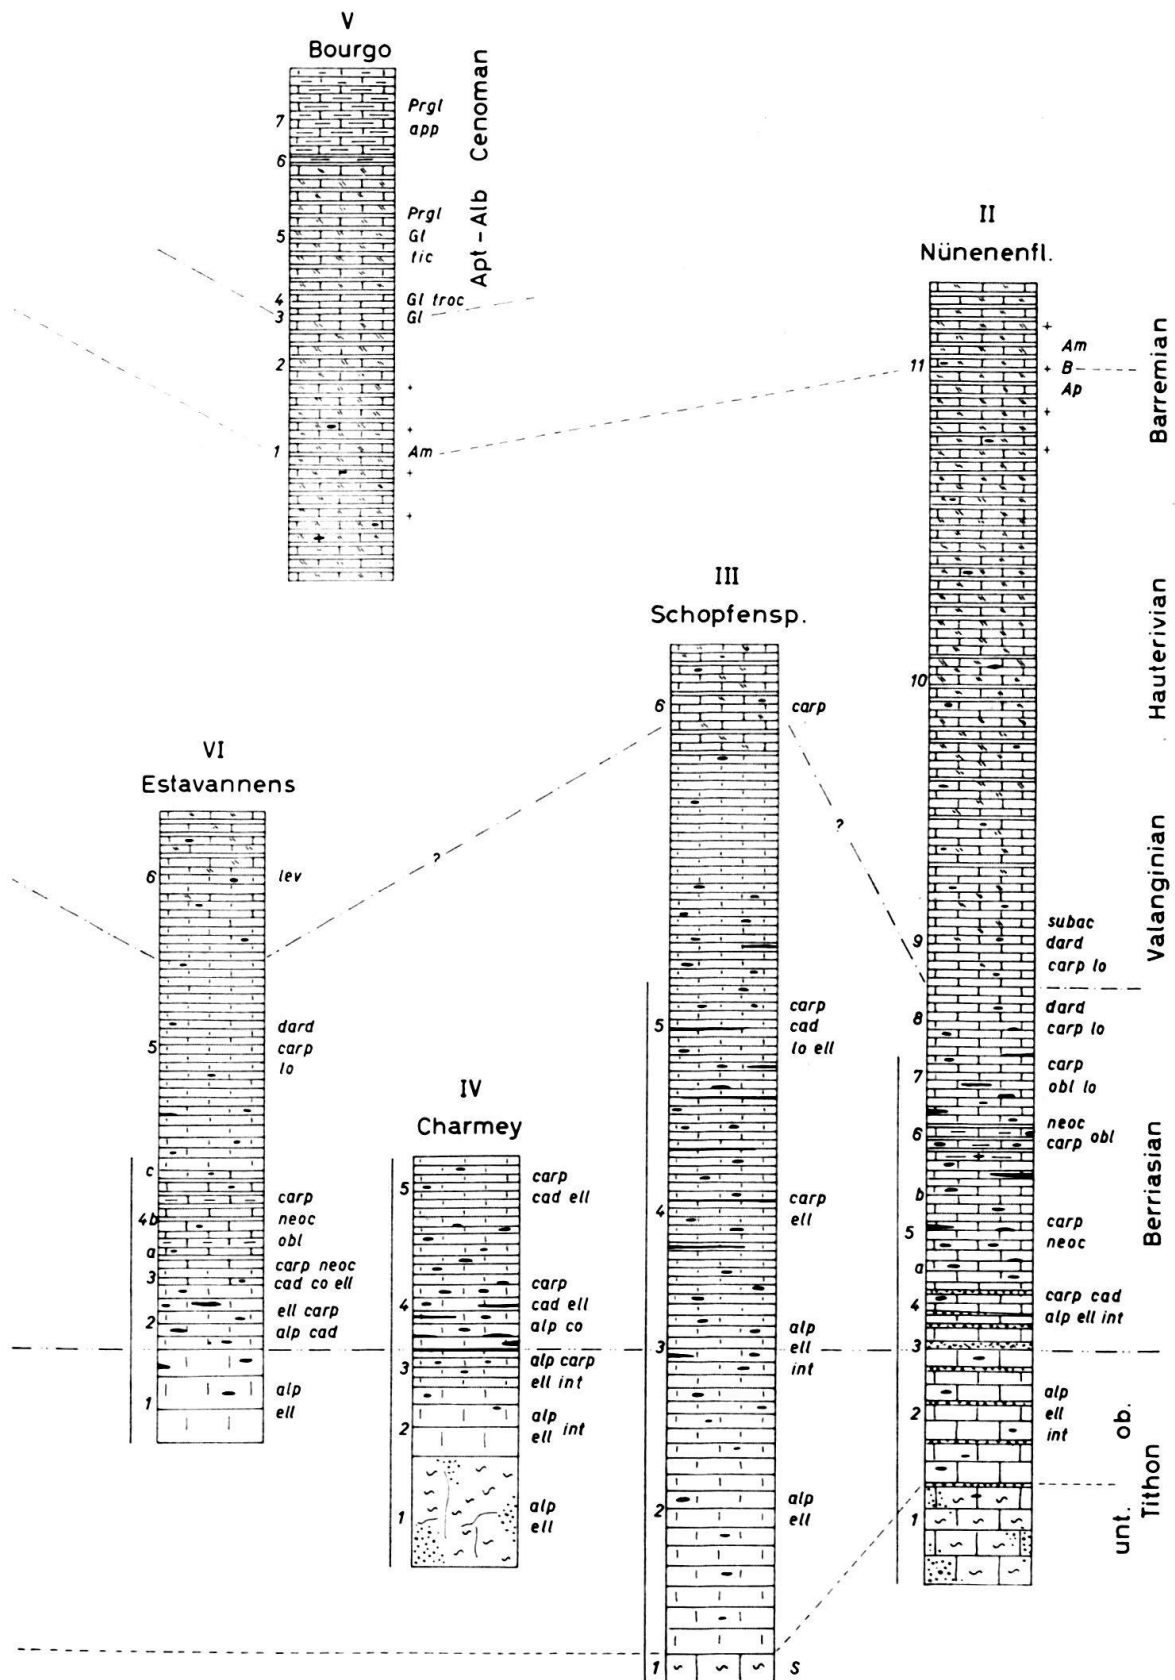 V
Bourgo
7
Prgl
app
6
Cenoman
5
Prgl
Gl
tic
Apt-Alb
4
Gl troc
3
Gl
2
1
Am
II
Nünenenfl.
11
Am
B
Ap
Barremian
10
Hauterivian
9
subac
dard
carp lo
Valanginian
8
dard
carp lo
7
carp
obl lo
6
neoc
carp obl
b
5
carp
neoc
a
4
carp cad
alp ell int
3
Berriasian
2
alp
ell
int
ob.
1
unt.
Tithon
III
Schopfensp.
6
carp
?
?
5
carp
cad
lo ell
4
carp
ell
3
alp
ell
int
2
alp
ell
1
S
VI
Estavannens
6
lev
5
dard
carp
lo
c
4b
carp
neoc
obl
a
3
carp neoc
cad co ell
2
ell carp
alp cad
1
alp
ell
IV
Charmey
5
carp
cad ell
4
carp
cad ell
alp co
3
alp carp
ell int
2
alp
ell int
1
alp
ell